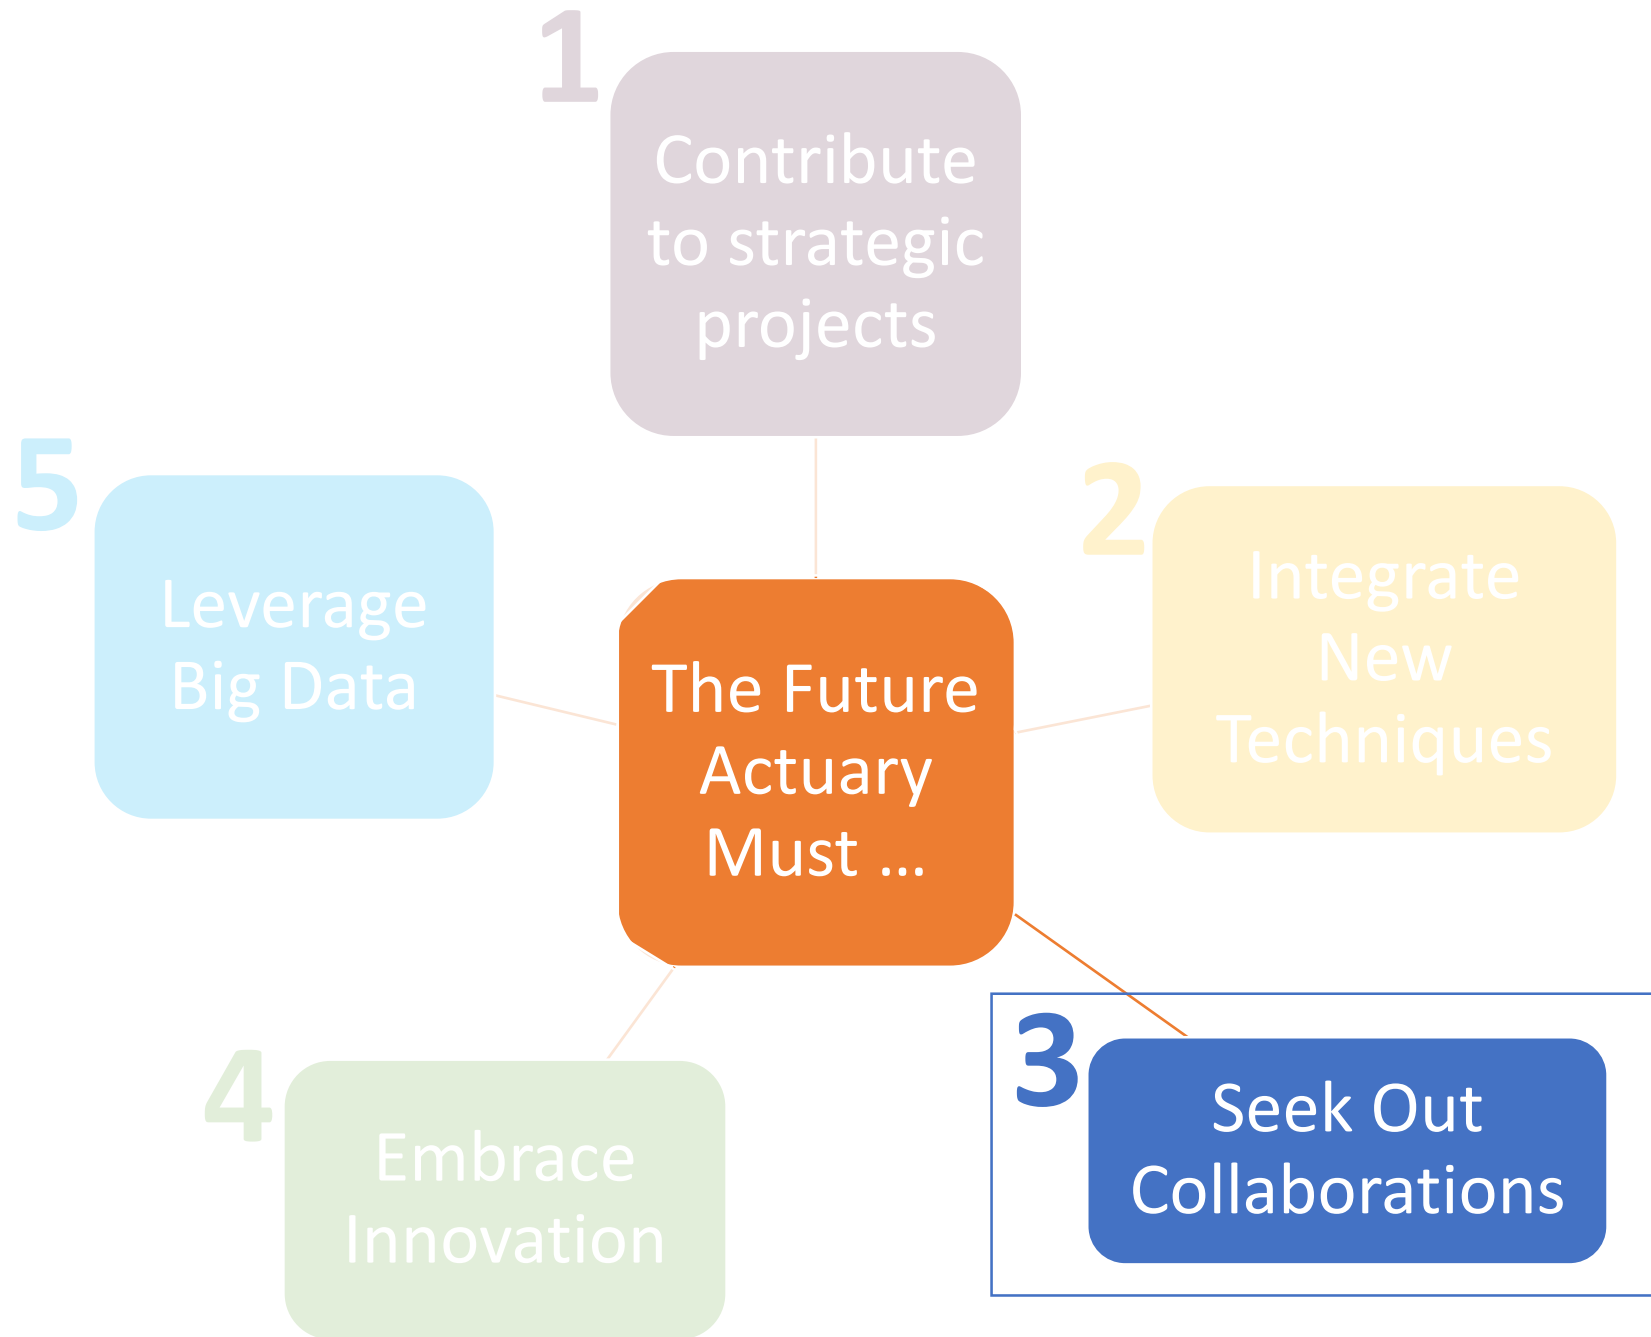 1
Contribute
to strategic
projects
2
Integrate
New
Techniques
3
Seek Out
Collaborations
4
Embrace
Innovation
5
Leverage
Big Data
The Future
Actuary
Must ...